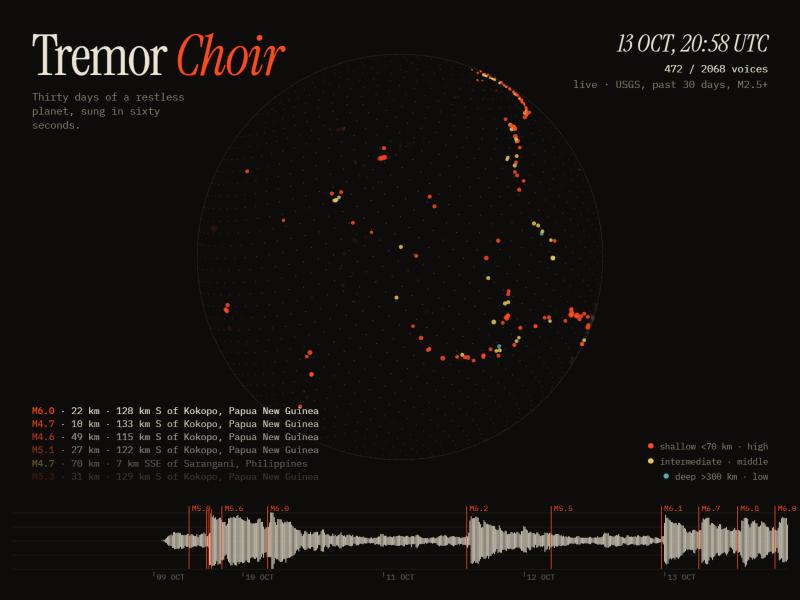 Tremor Choir
Thirty days of a restless
planet, sung in sixty
seconds.
13 OCT, 20:58 UTC
472 / 2068 voices
live · USGS, past 30 days, M2.5+
M6.0 · 22 km · 128 km S of Kokopo, Papua New Guinea
M4.7 · 10 km · 133 km S of Kokopo, Papua New Guinea
M4.6 · 49 km · 115 km S of Kokopo, Papua New Guinea
M5.1 · 27 km · 122 km S of Kokopo, Papua New Guinea
M4.7 · 70 km · 7 km SSE of Sarangani, Philippines
M5.3 · 31 km · 129 km S of Kokopo, Papua New Guinea
shallow <70 km · high
intermediate · middle
deep >300 km · low
M5.6 M6.0 M6.2 M5.5 M6.1 M6.7 M6.8 M6.0
09 OCT 10 OCT 11 OCT 12 OCT 13 OCT